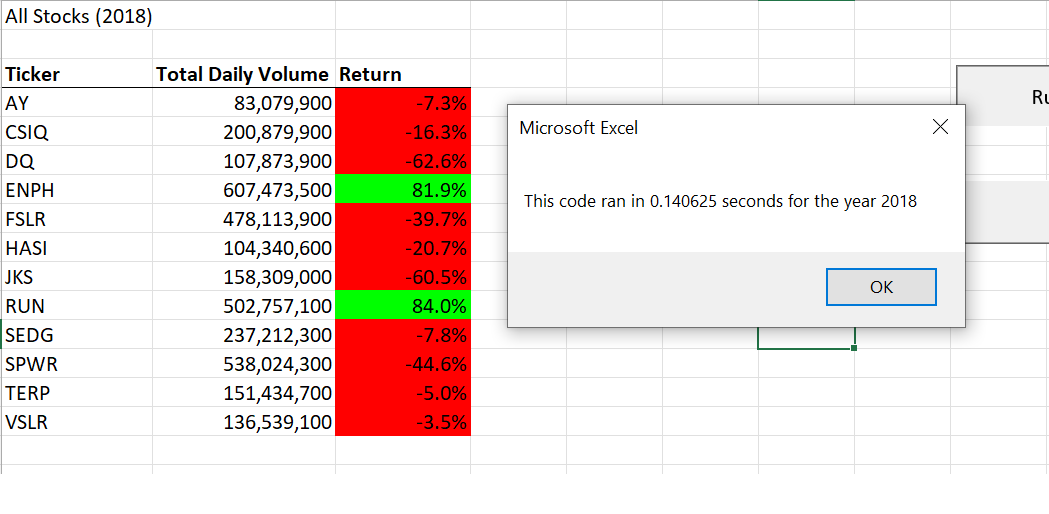 All Stocks (2018)
Ticker Total Daily Volume Return
AY 83,079,900 -7.3%
CSIQ 200,879,900 -16.3%
DQ 107,873,900 -62.6%
ENPH 607,473,500 81.9%
FSLR 478,113,900 -39.7%
HASI 104,340,600 -20.7%
JKS 158,309,000 -60.5%
RUN 502,757,100 84.0%
SEDG 237,212,300 -7.8%
SPWR 538,024,300 -44.6%
TERP 151,434,700 -5.0%
VSLR 136,539,100 -3.5%
Microsoft Excel
This code ran in 0.140625 seconds for the year 2018
OK